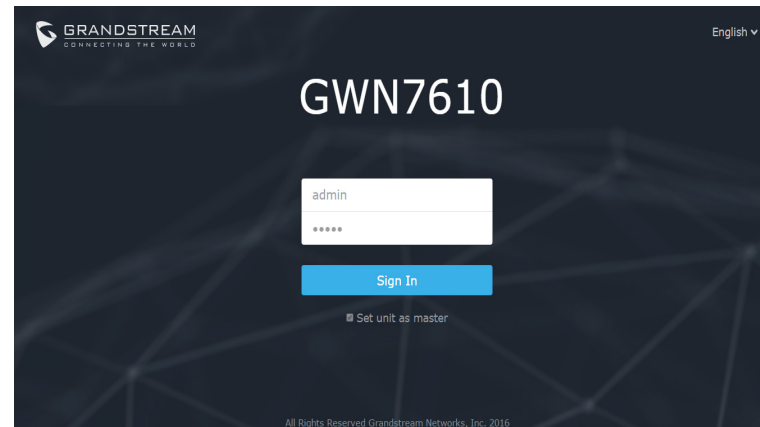 GRANDSTREAM
CONNECTING THE WORLD
English
GWN7610
admin
•••••
Sign In
Set unit as master
All Rights Reserved Grandstream Networks, Inc. 2016